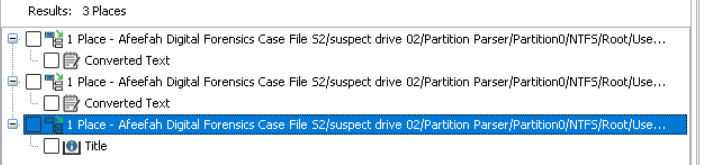 Results: 3 Places
1 Place - Afeefah Digital Forensics Case File S2/suspect drive 02/Partition Parser/Partition0/NTFS/Root/Use...
Converted Text
1 Place - Afeefah Digital Forensics Case File S2/suspect drive 02/Partition Parser/Partition0/NTFS/Root/Use...
Converted Text
1 Place - Afeefah Digital Forensics Case File S2/suspect drive 02/Partition Parser/Partition0/NTFS/Root/Use...
Title